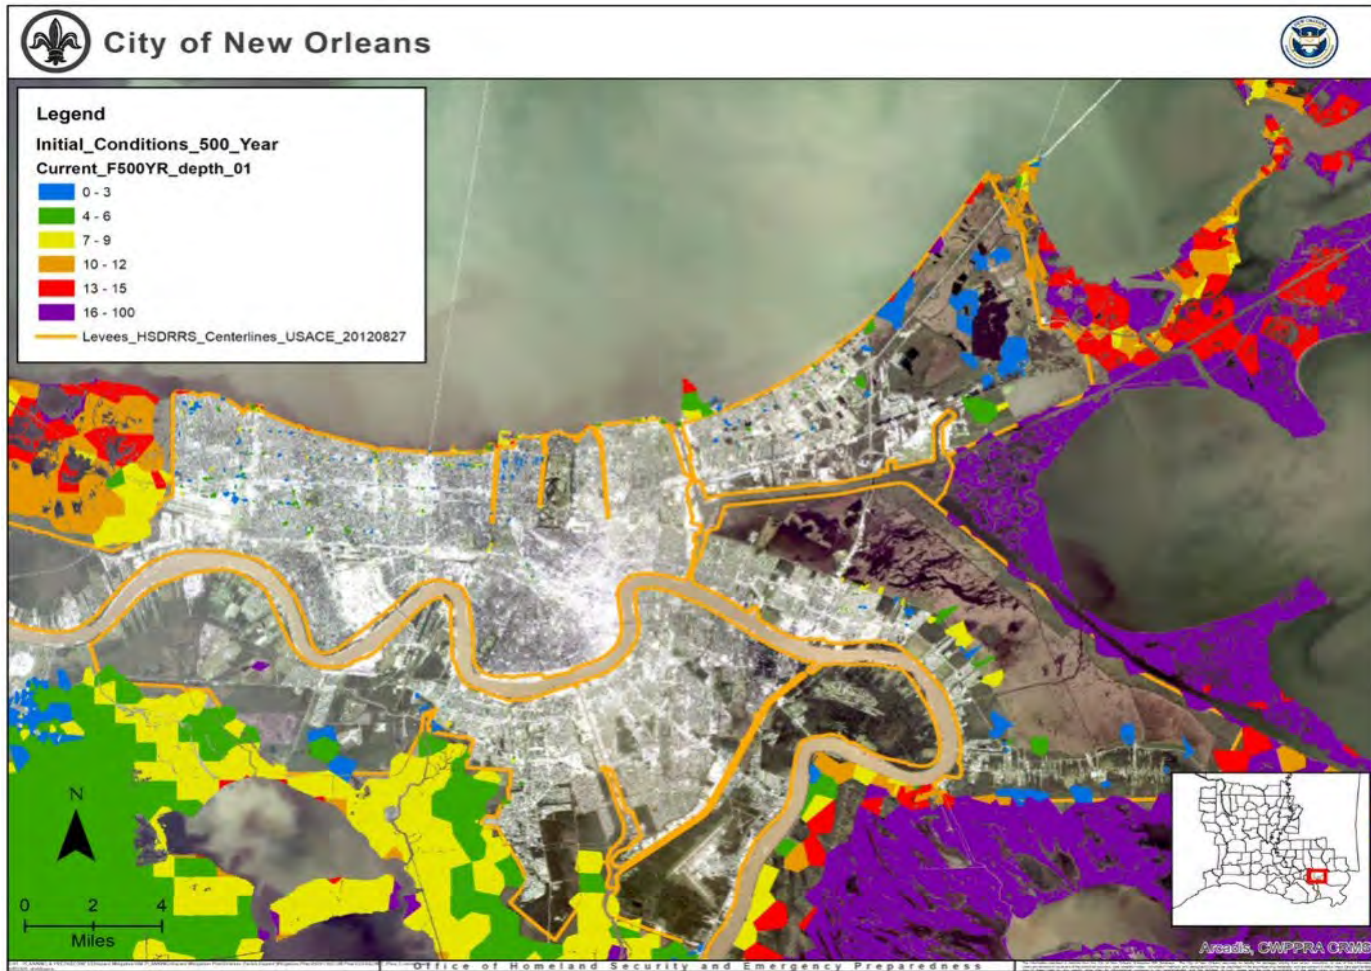 City of New Orleans
Legend
Initial_Conditions_500_Year
Current_F500YR_depth_01
0 - 3
4 - 6
7 - 9
10 - 12
13 - 15
16 - 100
Levees_HSDRRS_Centerlines_USACE_20120827
N
0 2 4
Miles
Arcadis, CWPPRA CRMS
Office of Homeland Security and Emergency Preparedness